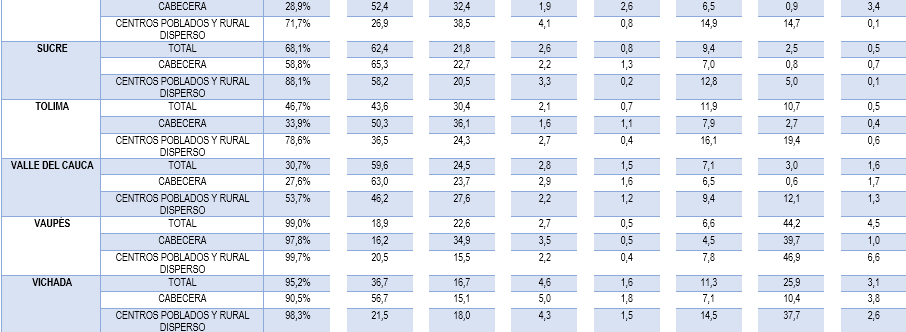 CABECERA 28,9% 52,4 32,4 1,9 2,6 6,5 0,9 3,4
CENTROS POBLADOS Y RURAL DISPERSO 71,7% 26,9 38,5 4,1 0,8 14,9 14,7 0,1
SUCRE TOTAL 68,1% 62,4 21,8 2,6 0,8 9,4 2,5 0,5
CABECERA 58,8% 65,3 22,7 2,2 1,3 7,0 0,8 0,7
CENTROS POBLADOS Y RURAL DISPERSO 88,1% 58,2 20,5 3,3 0,2 12,8 5,0 0,1
TOLIMA TOTAL 46,7% 43,6 30,4 2,1 0,7 11,9 10,7 0,5
CABECERA 33,9% 50,3 36,1 1,6 1,1 7,9 2,7 0,4
CENTROS POBLADOS Y RURAL DISPERSO 78,6% 36,5 24,3 2,7 0,4 16,1 19,4 0,6
VALLE DEL CAUCA TOTAL 30,7% 59,6 24,5 2,8 1,5 7,1 3,0 1,6
CABECERA 27,6% 63,0 23,7 2,9 1,6 6,5 0,6 1,7
CENTROS POBLADOS Y RURAL DISPERSO 53,7% 46,2 27,6 2,2 1,2 9,4 12,1 1,3
VAUPÉS TOTAL 99,0% 18,9 22,6 2,7 0,5 6,6 44,2 4,5
CABECERA 97,8% 16,2 34,9 3,5 0,5 4,5 39,7 1,0
CENTROS POBLADOS Y RURAL DISPERSO 99,7% 20,5 15,5 2,2 0,4 7,8 46,9 6,6
VICHADA TOTAL 95,2% 36,7 16,7 4,6 1,6 11,3 25,9 3,1
CABECERA 90,5% 56,7 15,1 5,0 1,8 7,1 10,4 3,8
CENTROS POBLADOS Y RURAL DISPERSO 98,3% 21,5 18,0 4,3 1,5 14,5 37,7 2,6